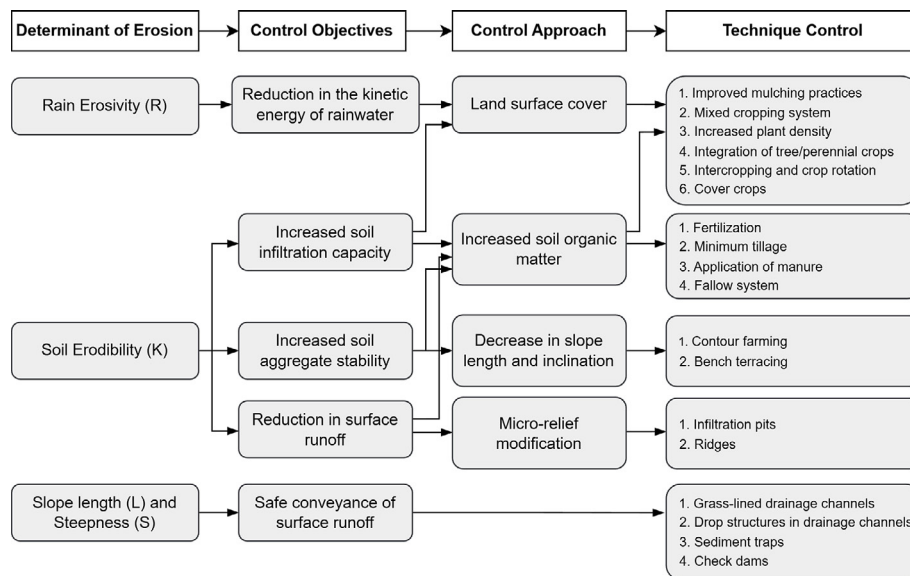 Determinant of Erosion
Control Objectives
Control Approach
Technique Control
Rain Erosivity (R)
Reduction in the kinetic
energy of rainwater
Land surface cover
1. Improved mulching practices
2. Mixed cropping system
3. Increased plant density
4. Integration of tree/perennial crops
5. Intercropping and crop rotation
6. Cover crops
Increased soil
infiltration capacity
Increased soil organic
matter
1. Fertilization
2. Minimum tillage
3. Application of manure
4. Fallow system
Soil Erodibility (K)
Increased soil
aggregate stability
Decrease in slope
length and inclination
1. Contour farming
2. Bench terracing
Reduction in surface
runoff
Micro-relief
modification
1. Infiltration pits
2. Ridges
Slope length (L) and
Steepness (S)
Safe conveyance of
surface runoff
1. Grass-lined drainage channels
2. Drop structures in drainage channels
3. Sediment traps
4. Check dams